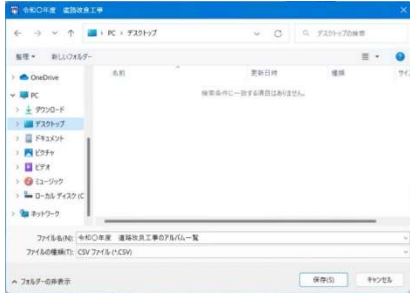 令和○年度　道路改良工事
PC › デスクトップ
デスクトップの検索
整理　新しいフォルダー
名前　更新日時　種類　サイ
検索条件に一致する項目はありません。
OneDrive
PC
ダウンロード
デスクトップ
ドキュメント
ピクチャ
ビデオ
ミュージック
ローカル ディスク (C
ネットワーク
ファイル名(N): 令和○年度　道路改良工事のアルバム一覧
ファイルの種類(T): CSV ファイル (*.CSV)
フォルダーの非表示
保存(S)　キャンセル